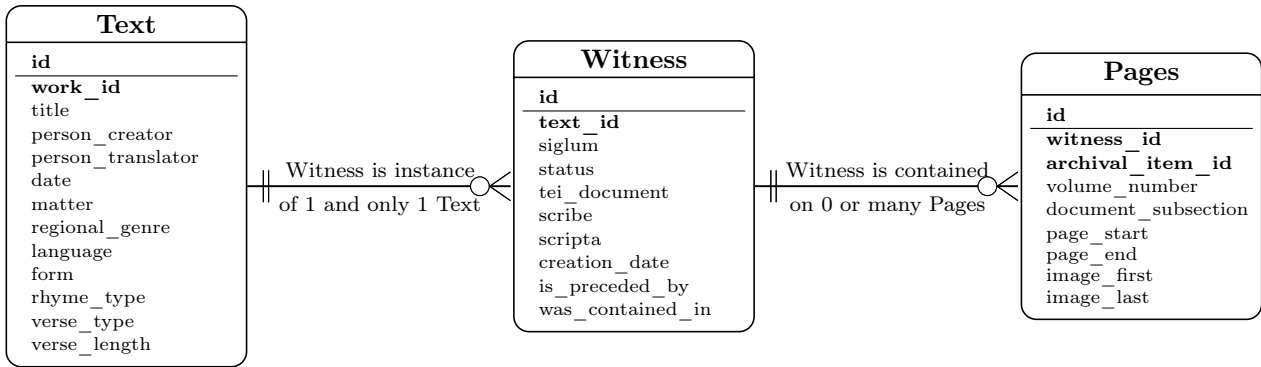 Text
id
work_id
title
person_creator
person_translator
date
matter
regional_genre
language
form
rhyme_type
verse_type
verse_length
Witness is instance
of 1 and only 1 Text
Witness
id
text_id
siglum
status
tei_document
scribe
scripta
creation_date
is_preceded_by
was_contained_in
Witness is contained
on 0 or many Pages
Pages
id
witness_id
archival_item_id
volume_number
document_subsection
page_start
page_end
image_first
image_last